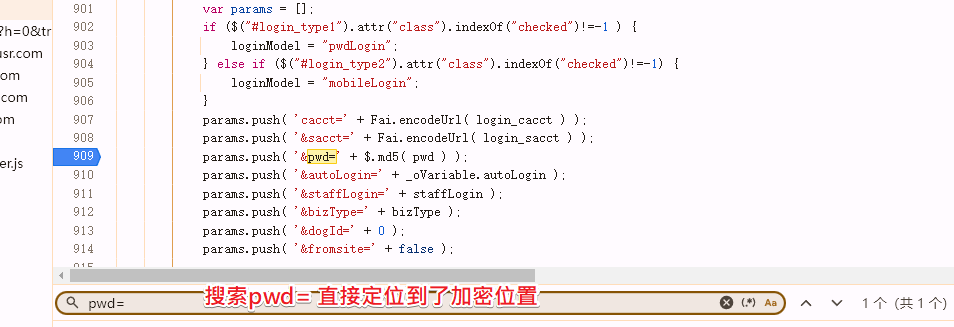 901 var params = [];
?h=0&tr 902 if ($("#login_type1").attr("class").indexOf("checked")!=-1 ) {
usr.com 903 loginModel = "pwdLogin";
om 904 } else if ($("#login_type2").attr("class").indexOf("checked")!=-1) {
.com 905 loginModel = "mobileLogin";
om 906 }
907 params.push( 'cacct=' + Fai.encodeUrl( login_cacct ) );
908 params.push( '&sacct=' + Fai.encodeUrl( login_sacct ) );
er.js 909 params.push( '&pwd=' + $.md5( pwd ) );
910 params.push( '&autoLogin=' + _oVariable.autoLogin );
911 params.push( '&staffLogin=' + staffLogin );
912 params.push( '&bizType=' + bizType );
913 params.push( '&dogId=' + 0 );
914 params.push( '&fromsite=' + false );
915
pwd= 搜索pwd= 直接定位到了加密位置 (.*) Aa 1 个 (共 1 个)